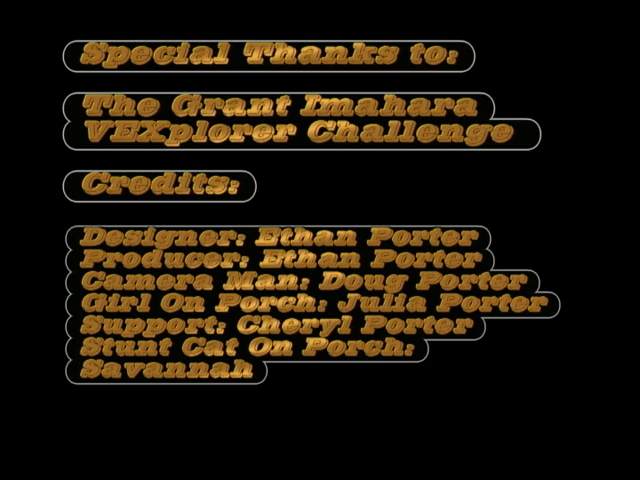 Special Thanks to:
The Grant Imahara
VEXplorer Challenge
Credits:
Designer: Ethan Porter
Producer: Ethan Porter
Camera Man: Doug Porter
Girl On Porch: Julia Porter
Support: Cheryl Porter
Stunt Cat On Porch:
Savannah